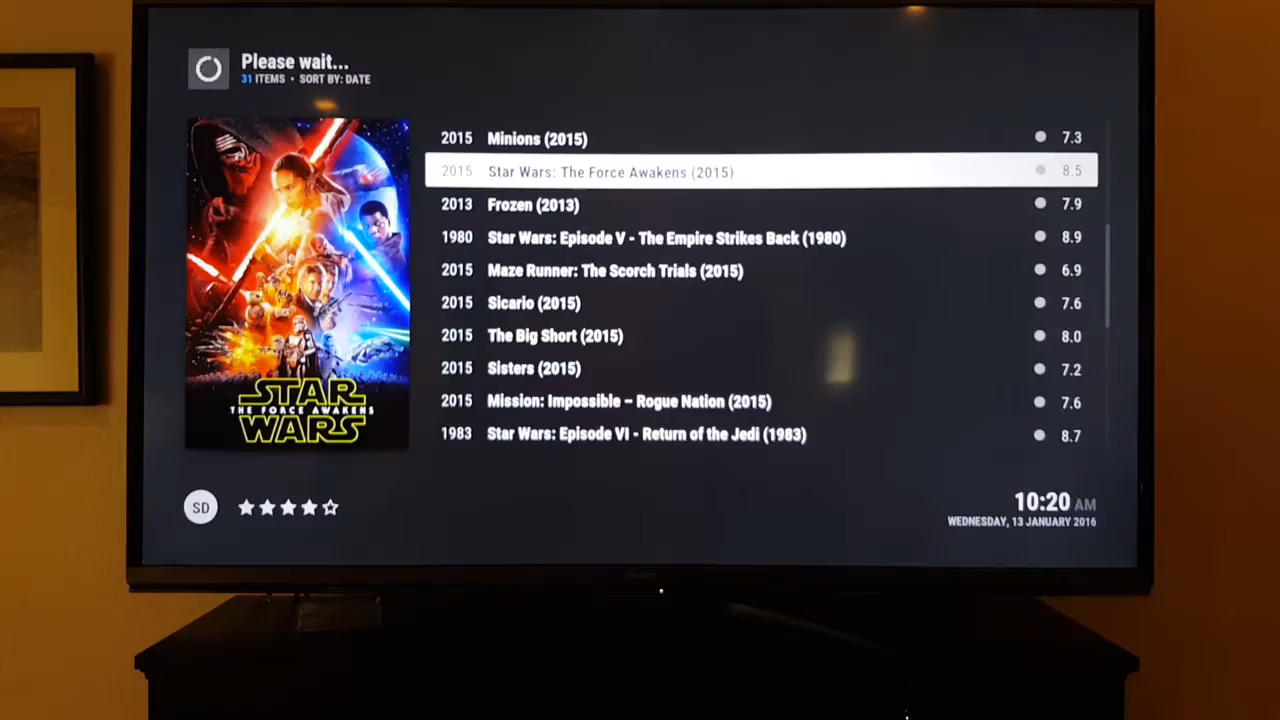 Please wait...
31 ITEMS • SORT BY: DATE
2015 Minions (2015) 7.3
2015 Star Wars: The Force Awakens (2015) 8.5
2013 Frozen (2013) 7.9
1980 Star Wars: Episode V - The Empire Strikes Back (1980) 8.9
2015 Maze Runner: The Scorch Trials (2015) 6.9
2015 Sicario (2015) 7.6
2015 The Big Short (2015) 8.0
2015 Sisters (2015) 7.2
2015 Mission: Impossible – Rogue Nation (2015) 7.6
1983 Star Wars: Episode VI - Return of the Jedi (1983) 8.7
STAR
THE FORCE AWAKENS
WARS
SD
10:20 AM
WEDNESDAY, 13 JANUARY 2016